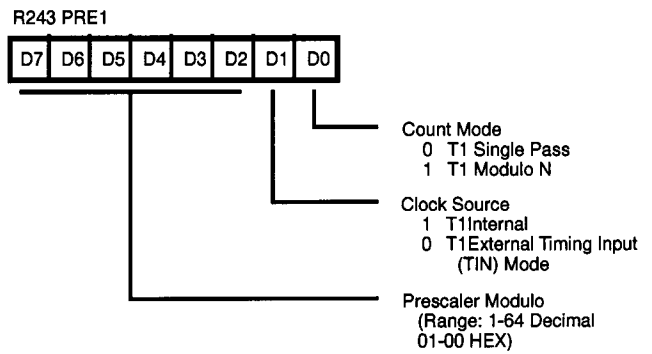 R243 PRE1
D7 D6 D5 D4 D3 D2 D1 D0
Count Mode
0 T1 Single Pass
1 T1 Modulo N
Clock Source
1 T1Internal
0 T1External Timing Input
(TIN) Mode
Prescaler Modulo
(Range: 1-64 Decimal
01-00 HEX)